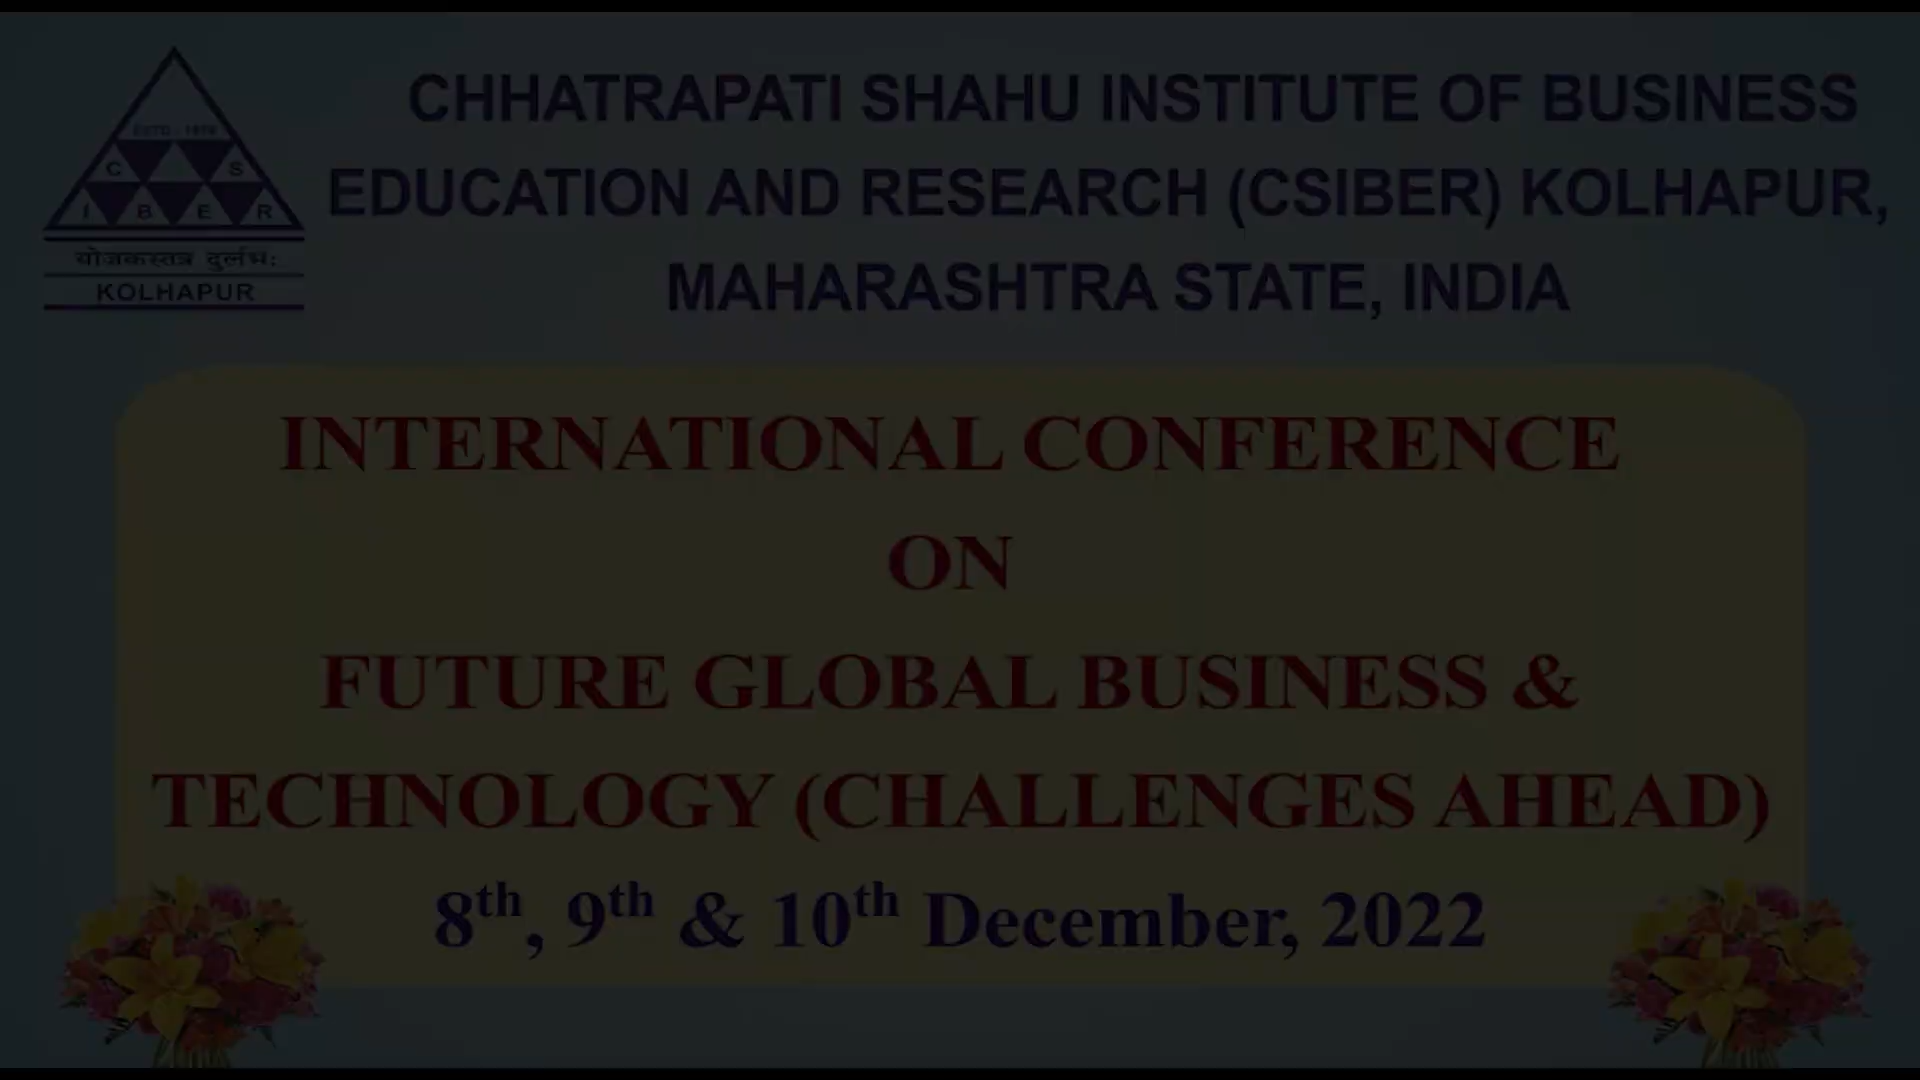 ESTD - 1976
C S
I B E R
योजकस्तत्र दुर्लभ:
KOLHAPUR
CHHATRAPATI SHAHU INSTITUTE OF BUSINESS
EDUCATION AND RESEARCH (CSIBER) KOLHAPUR,
MAHARASHTRA STATE, INDIA
INTERNATIONAL CONFERENCE
ON
FUTURE GLOBAL BUSINESS &
TECHNOLOGY (CHALLENGES AHEAD)
8th, 9th & 10th December, 2022